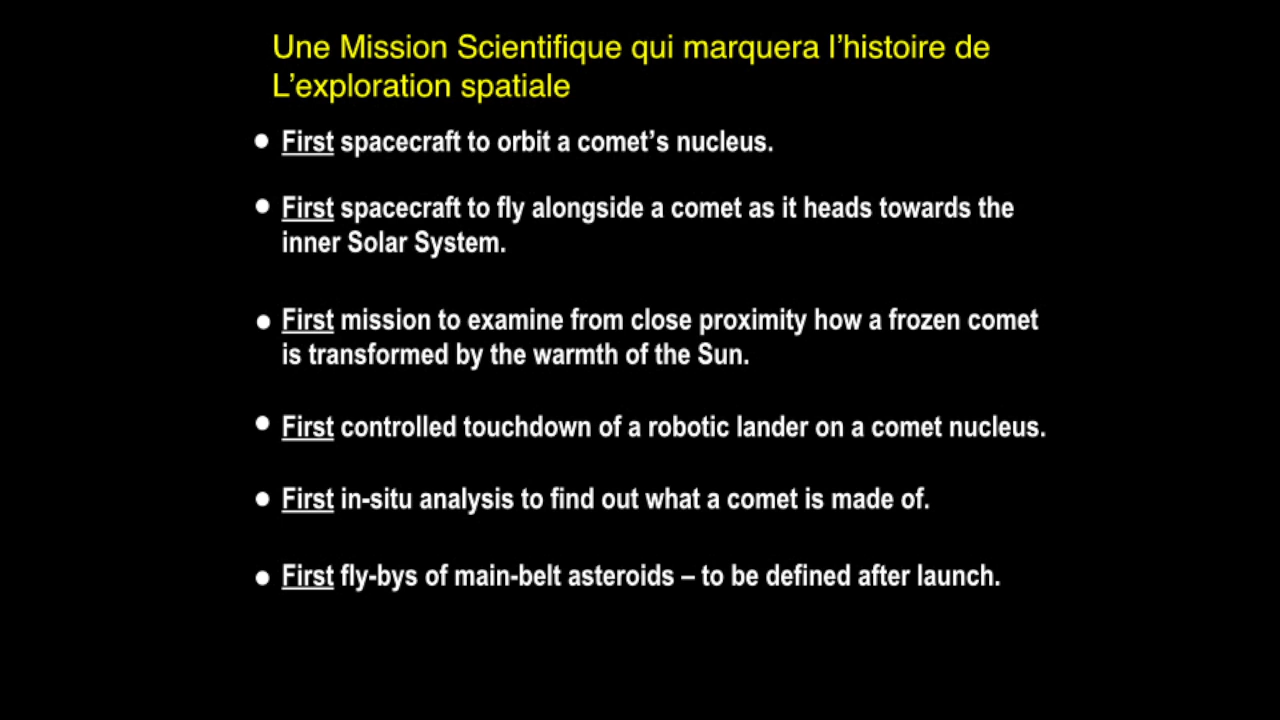 Une Mission Scientifique qui marquera l’histoire de
L’exploration spatiale
● First spacecraft to orbit a comet’s nucleus.
● First spacecraft to fly alongside a comet as it heads towards the
inner Solar System.
● First mission to examine from close proximity how a frozen comet
is transformed by the warmth of the Sun.
● First controlled touchdown of a robotic lander on a comet nucleus.
● First in-situ analysis to find out what a comet is made of.
● First fly-bys of main-belt asteroids – to be defined after launch.